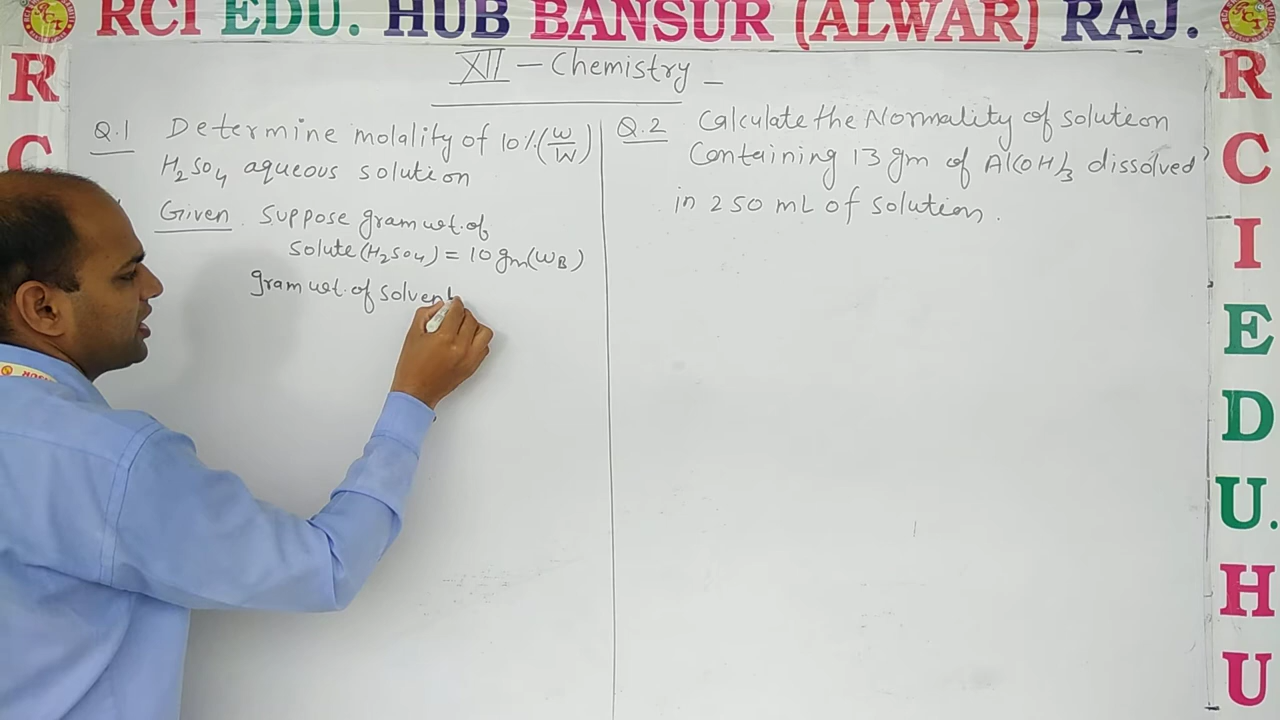 RCI EDU. HUB BANSUR (ALWAR) RAJ.
XII - Chemistry
Q.1 Determine molality of 10%(w/W)
H₂SO₄ aqueous solution
Given. Suppose gram wt. of
Solute (H₂SO₄) = 10 gm (WB)
gram wt. of Solvent
Q.2 Calculate the Normality of solution
Containing 13 gm of Al(OH)₃ dissolved
in 250 mL of solution.
R
C
R
C
I
E
D
U.
H
U